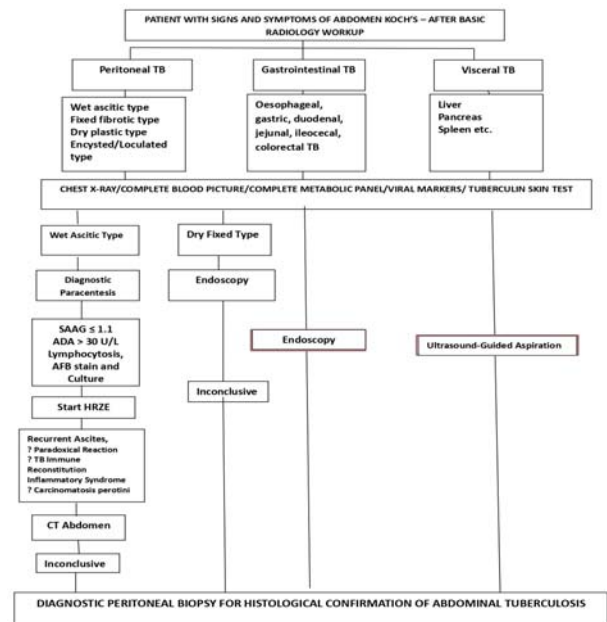 PATIENT WITH SIGNS AND SYMPTOMS OF ABDOMEN KOCH'S – AFTER BASIC
RADIOLOGY WORKUP
Peritoneal TB
Gastrointestinal TB
Visceral TB
Wet ascitic type
Fixed fibrotic type
Dry plastic type
Encysted/Loculated
type
Oesophageal,
gastric, duodenal,
jejunal, ileocecal,
colorectal TB
Liver
Pancreas
Spleen etc.
CHEST X-RAY/COMPLETE BLOOD PICTURE/COMPLETE METABOLIC PANEL/VIRAL MARKERS/ TUBERCULIN SKIN TEST
Wet Ascitic Type
Dry Fixed Type
Diagnostic
Paracentesis
Endoscopy
SAAG ≤ 1.1
ADA > 30 U/L
Lymphocytosis,
AFB stain and
Culture
Endoscopy
Ultrasound-Guided Aspiration
Inconclusive
Start HRZE
Recurrent Ascites,
? Paradoxical Reaction
? TB Immune
Reconstitution
Inflammatory Syndrome
? Carcinomatosis perotini
CT Abdomen
Inconclusive
DIAGNOSTIC PERITONEAL BIOPSY FOR HISTOLOGICAL CONFIRMATION OF ABDOMINAL TUBERCULOSIS